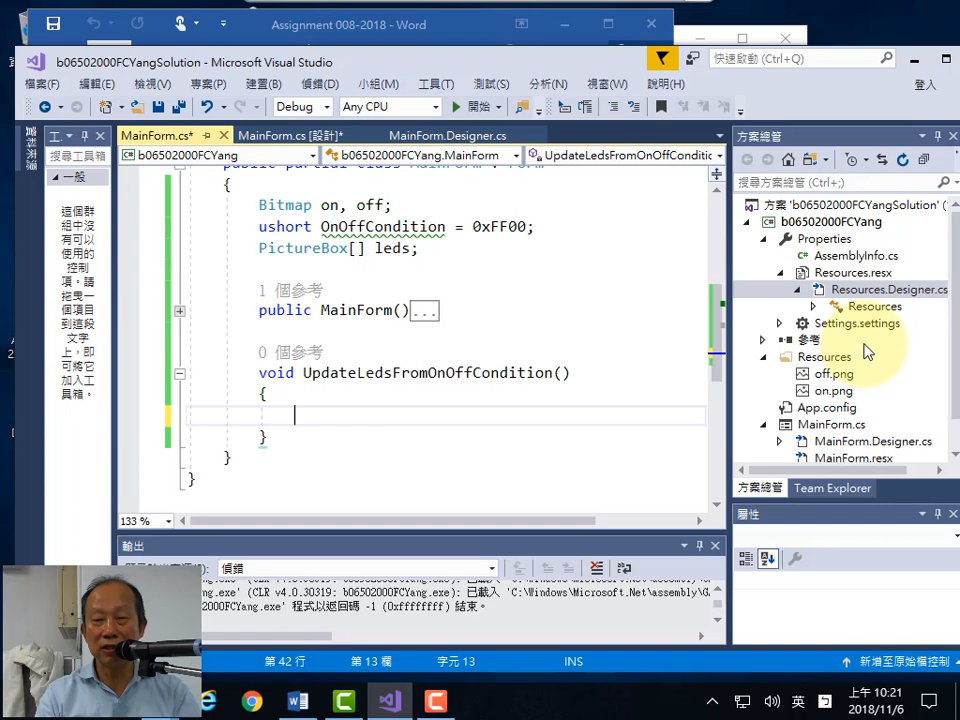 Assignment 008-2018 - Word
b06502000FCYangSolution - Microsoft Visual Studio
快速啟動 (Ctrl+Q)
檔案(F) 編輯(E) 檢視(V) 專案(P) 建置(B) 偵錯(D) 小組(M) 工具(T) 測試(S) 分析(N) 視窗(W) 說明(H)
登入
Debug Any CPU 開始
資料來源
工...
搜尋工具箱
一般
這個群
組中沒
有可以
使用的
控制
項。請
拖曳一
個項目
到這段
文字
上，即
可將它
加入工
具箱。
MainForm.cs* MainForm.cs [設計]* MainForm.Designer.cs
b06502000FCYang b06502000FCYang.MainForm UpdateLedsFromOnOffConditic
{
Bitmap on, off;
ushort OnOffCondition = 0xFF00;
PictureBox[] leds;
1 個參考
public MainForm()...
0 個參考
void UpdateLedsFromOnOffCondition()
{
}
}
}
133 %
輸出
偵錯
0000FCYang.exe' 程式以返回碼 -1 (0xffffffff) 結束。
方案總管
搜尋方案總管 (Ctrl+;)
方案 'b06502000FCYangSolution' (
b06502000FCYang
Properties
AssemblyInfo.cs
Resources.resx
Resources.Designer.cs
Resources
Settings.settings
參考
Resources
off.png
on.png
App.config
MainForm.cs
MainForm.Designer.cs
MainForm.resx
方案總管 Team Explorer
屬性
第 42 行 第 13 欄 字元 13 INS 新增至原始檔控制
英
上午 10:21
2018/11/6